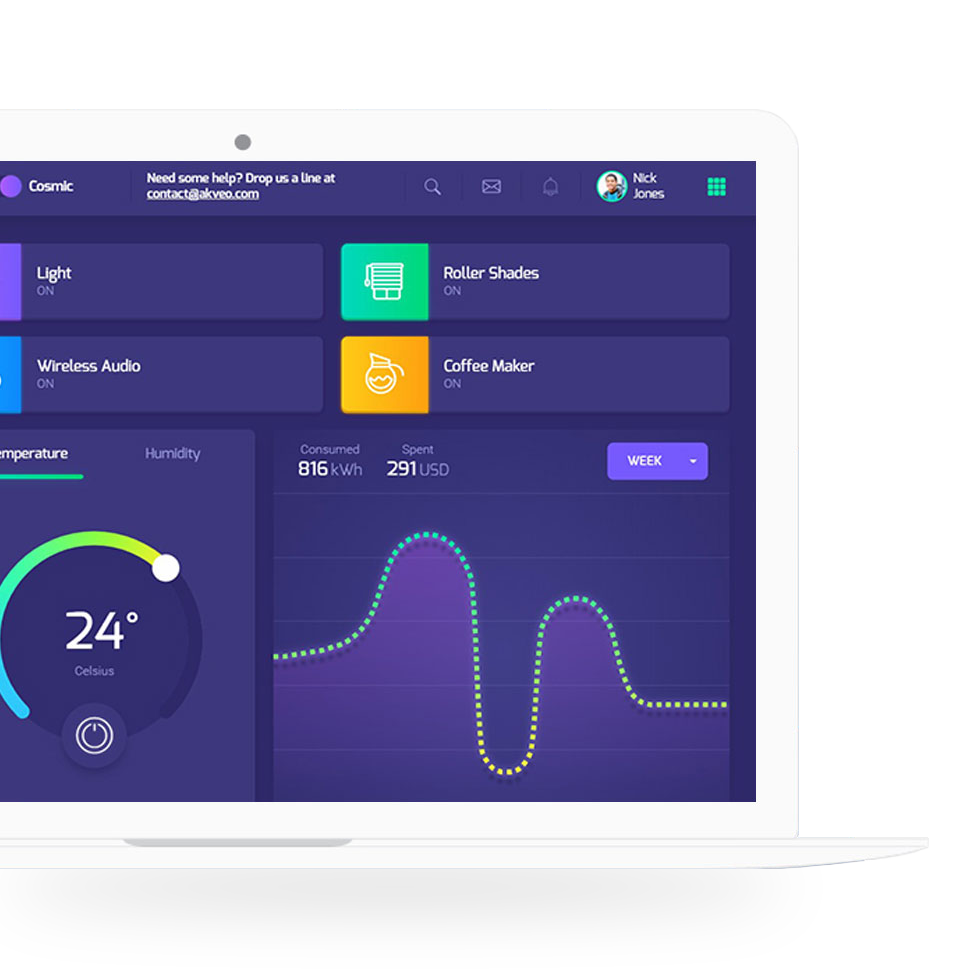 Cosmic
Need some help? Drop us a line at
contact@akveo.com
Nick
Jones
Light
ON
Roller Shades
ON
Wireless Audio
ON
Coffee Maker
ON
emperature
Humidity
Consumed
816 kWh
Spent
291 USD
WEEK
24°
Celsius